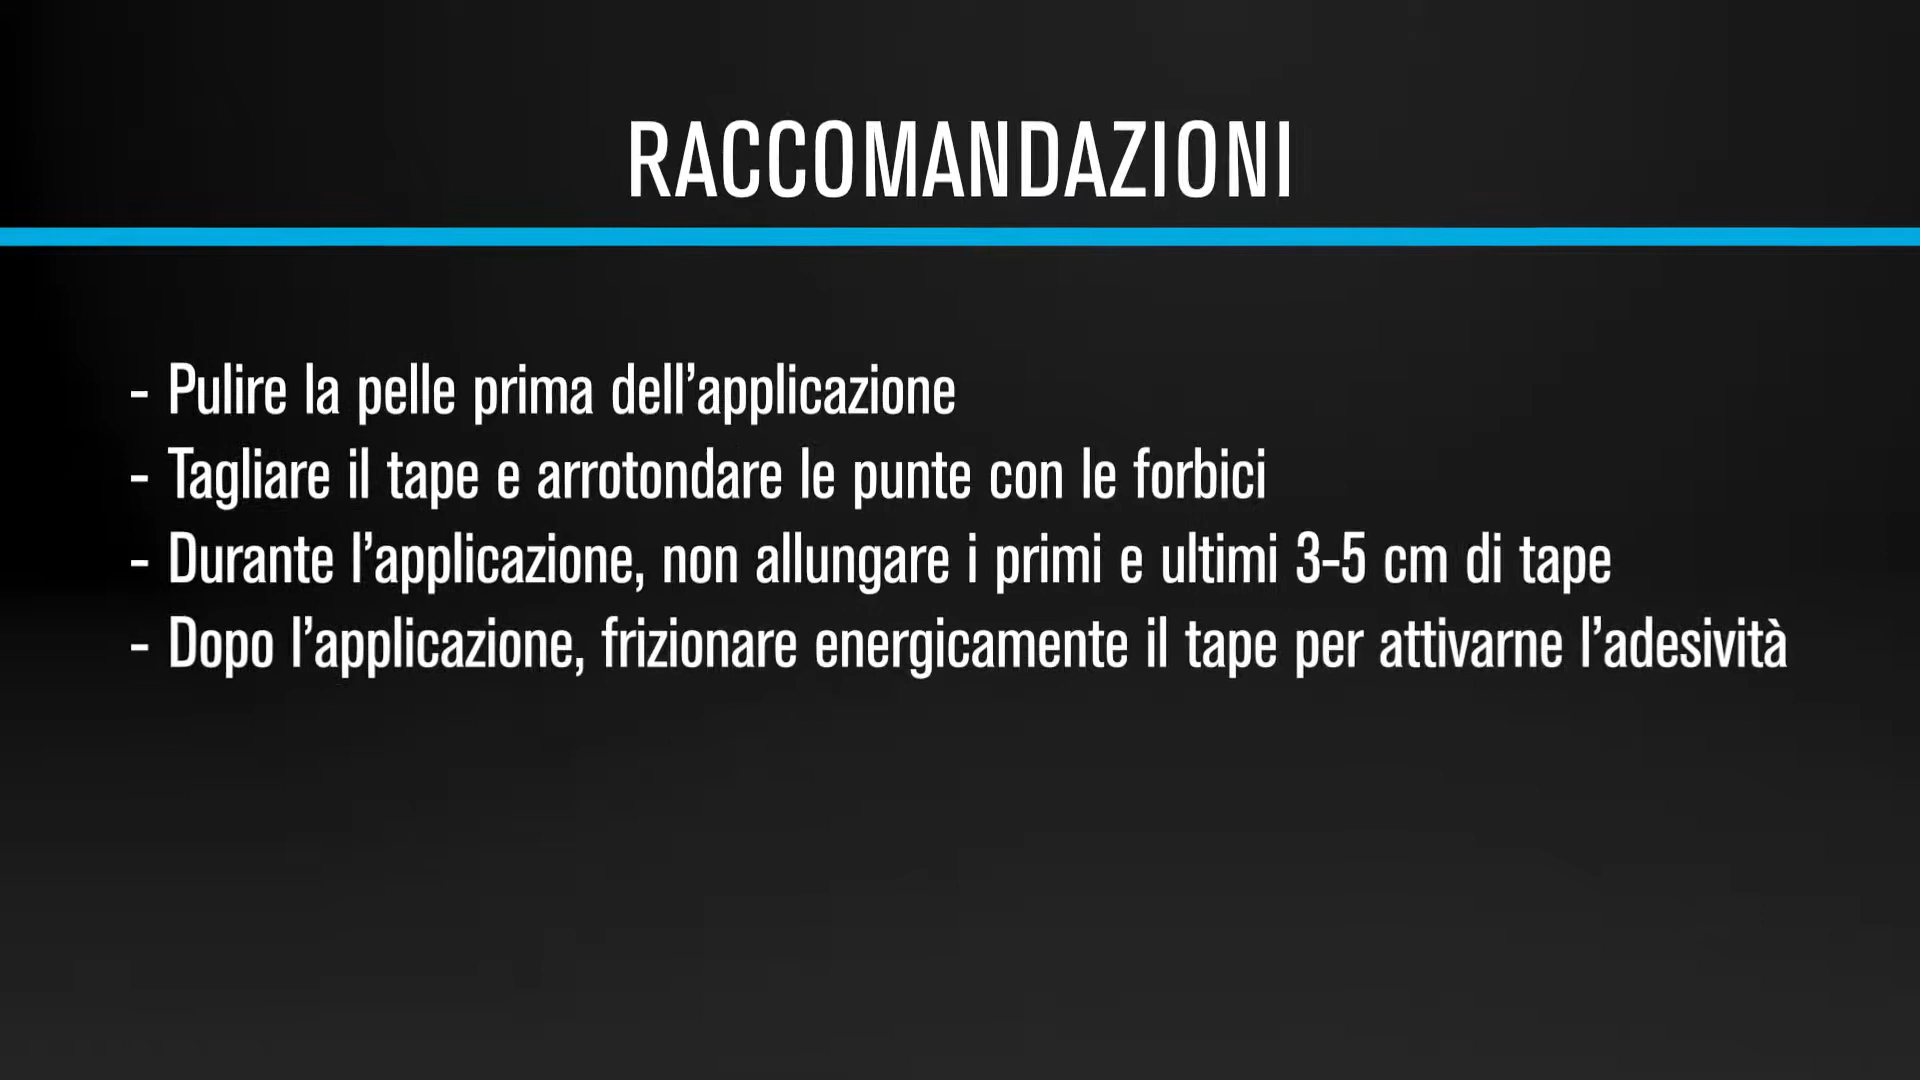 RACCOMANDAZIONI
- Pulire la pelle prima dell’applicazione
- Tagliare il tape e arrotondare le punte con le forbici
- Durante l’applicazione, non allungare i primi e ultimi 3-5 cm di tape
- Dopo l’applicazione, frizionare energicamente il tape per attivarne l’adesività